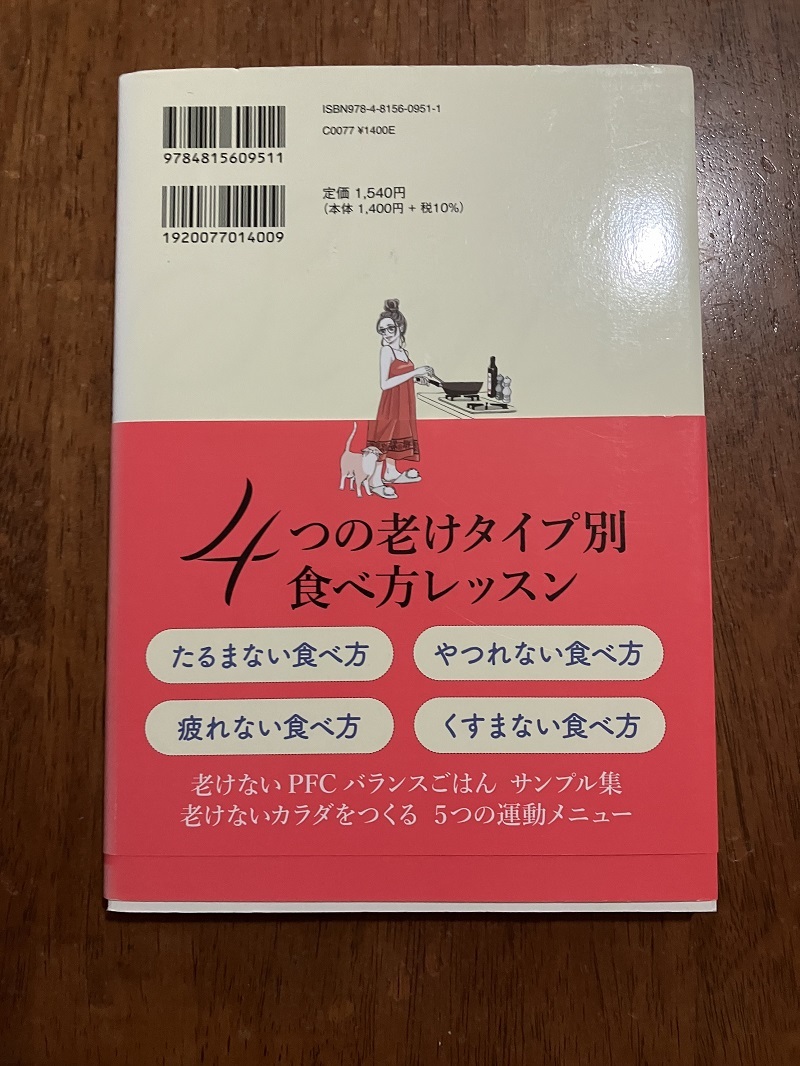 ISBN978-4-8156-0951-1
C0077 ¥1400E
9784815609511
定価 1,540円
（本体 1,400円 + 税10%）
1920077014009
4つの老けタイプ別
食べ方レッスン
たるまない食べ方
やつれない食べ方
疲れない食べ方
くすまない食べ方
老けないPFCバランスごはん サンプル集
老けないカラダをつくる 5つの運動メニュー